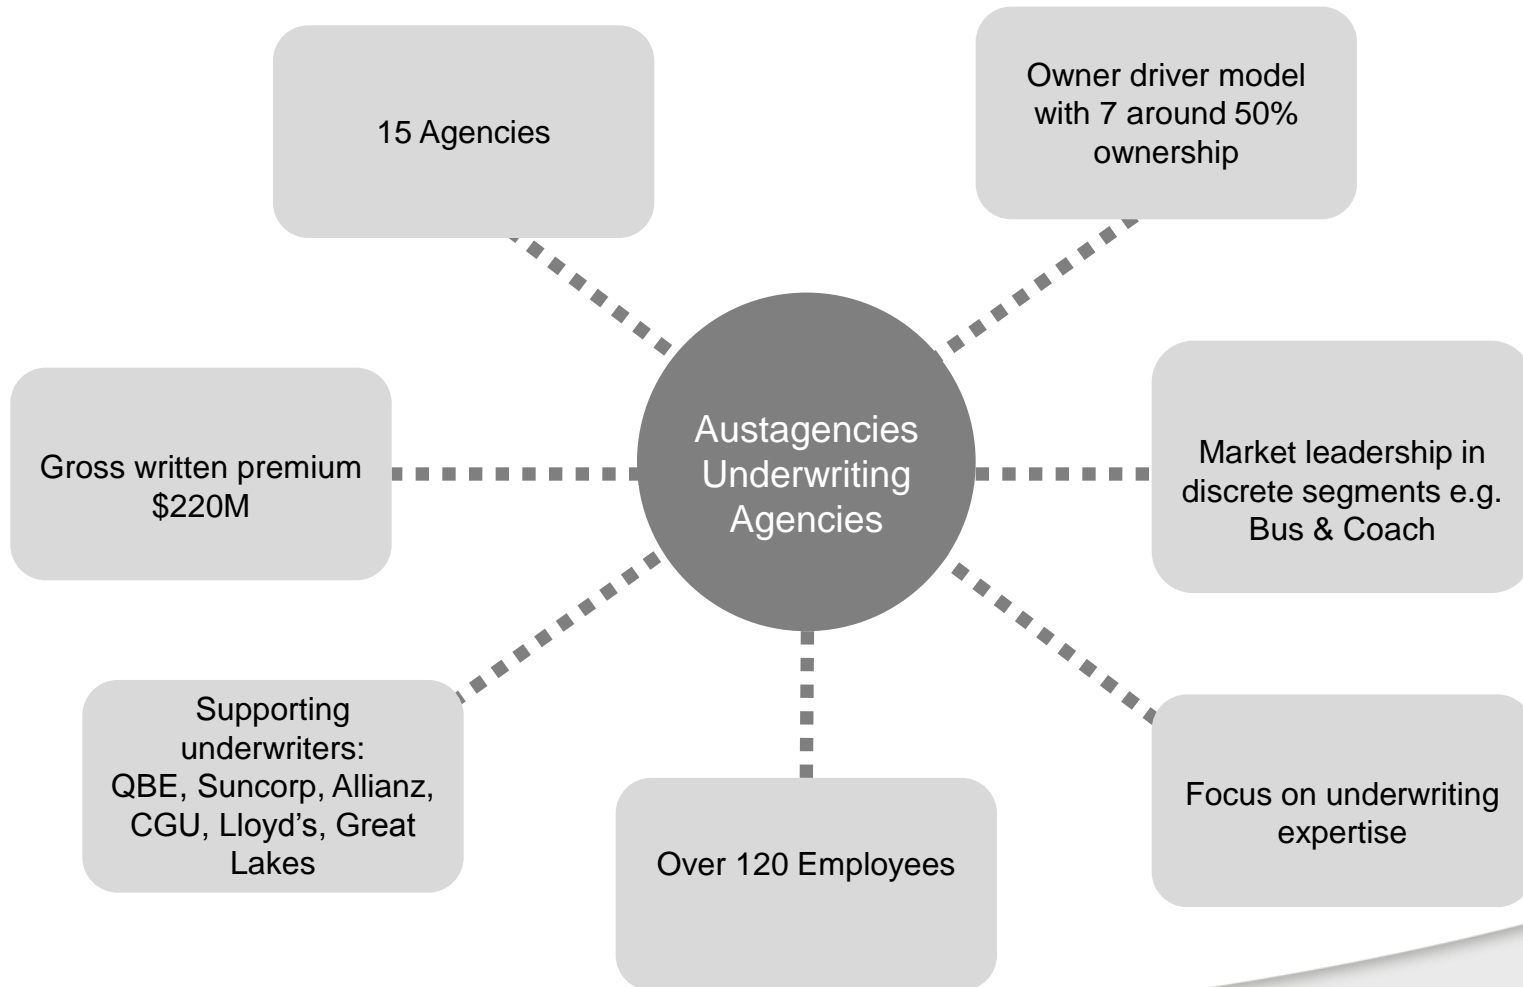 15 Agencies
Owner driver model
with 7 around 50%
ownership
Gross written premium
$220M
Austagencies
Underwriting
Agencies
Market leadership in
discrete segments e.g.
Bus & Coach
Supporting
underwriters:
QBE, Suncorp, Allianz,
CGU, Lloyd’s, Great
Lakes
Over 120 Employees
Focus on underwriting
expertise